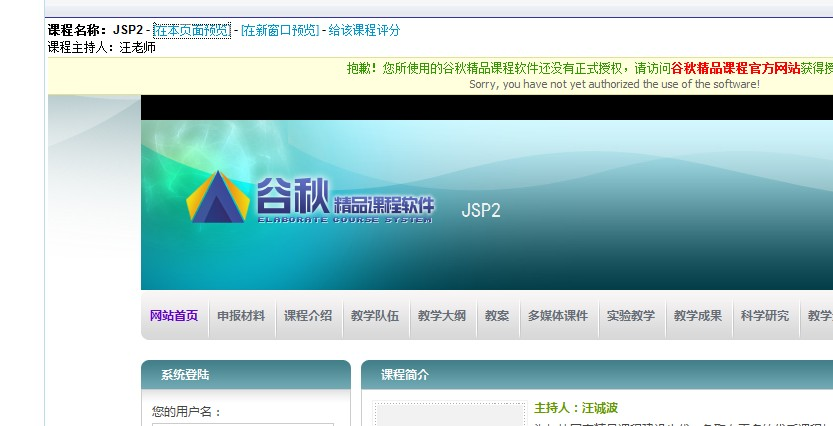 课程名称：JSP2 - [在本页面预览] - [在新窗口预览] - 给该课程评分
课程主持人：汪老师
抱歉！您所使用的谷秋精品课程软件还没有正式授权，请访问谷秋精品课程官方网站获得授
Sorry, you have not yet authorized the use of the software!
谷秋 精品课程软件 JSP2
ELABORATE COURSE SYSTEM
网站首页 申报材料 课程介绍 教学队伍 教学大纲 教案 多媒体课件 实验教学 教学成果 科学研究 教学
系统登陆 课程简介
您的用户名：
主持人：汪诚波